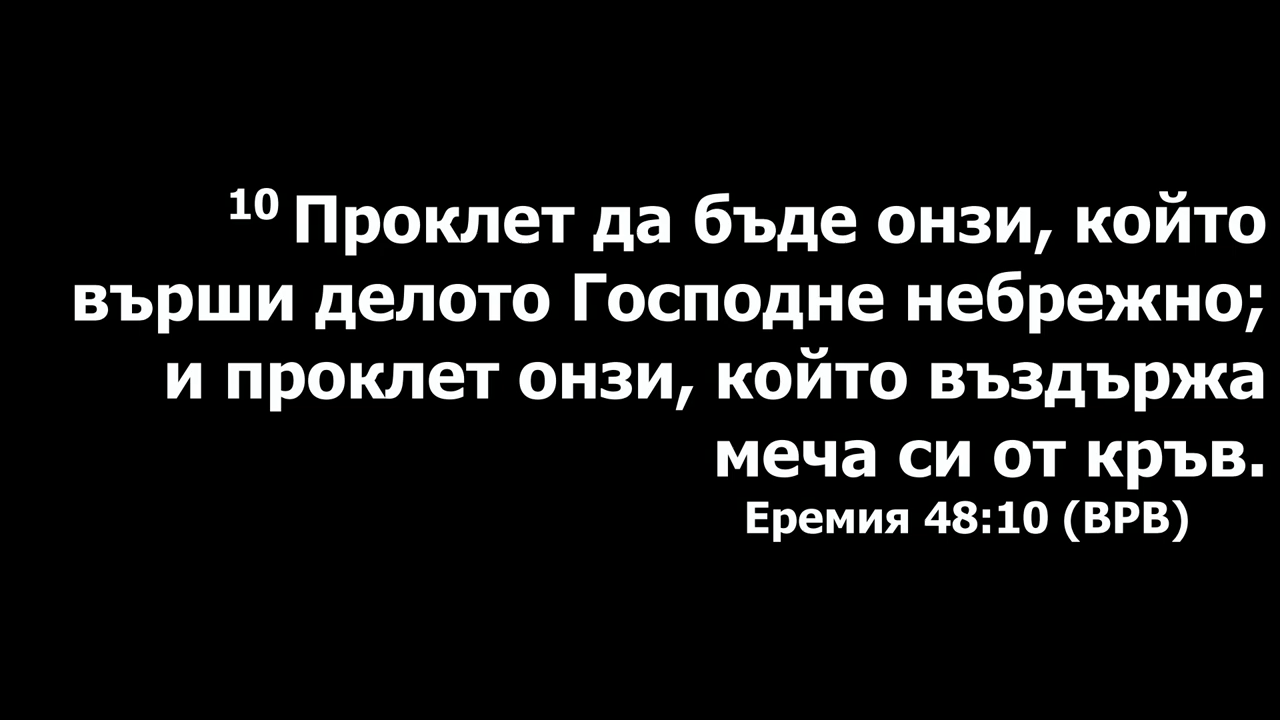 10 Проклет да бъде онзи, който
върши делото Господне небрежно;
и проклет онзи, който въздържа
меча си от кръв.
Еремия 48:10 (ВРВ)